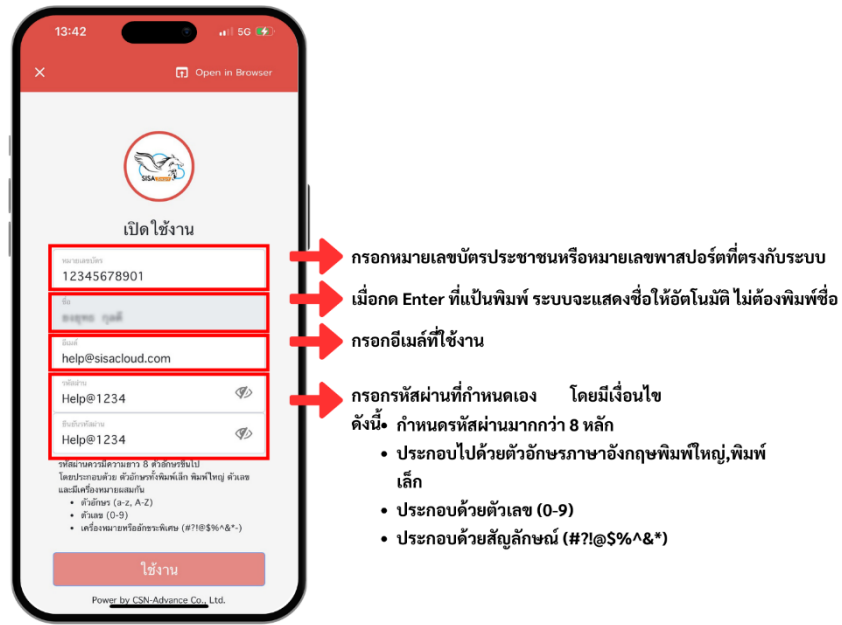 13:42
5G
Open in Browser
SISA
เปิดใช้งาน
หมายเลขบัตร
12345678901
ชื่อ
อีเมล์
help@sisacloud.com
รหัสผ่าน
Help@1234
ยืนยันรหัสผ่าน
Help@1234
รหัสผ่านควรมีความยาว 8 ตัวอักษรขึ้นไป
โดยประกอบด้วย ตัวอักษรทั้งพิมพ์เล็ก พิมพ์ใหญ่ ตัวเลข
และมีเครื่องหมายผสมกัน
• ตัวอักษร (a-z, A-Z)
• ตัวเลข (0-9)
• เครื่องหมายหรืออักขระพิเศษ (#?!@$%^&*-)
ใช้งาน
Power by CSN-Advance Co., Ltd.
กรอกหมายเลขบัตรประชาชนหรือหมายเลขพาสปอร์ตที่ตรงกับระบบ
เมื่อกด Enter ที่แป้นพิมพ์ ระบบจะแสดงชื่อให้อัตโนมัติ ไม่ต้องพิมพ์ชื่อ
กรอกอีเมล์ที่ใช้งาน
กรอกรหัสผ่านที่กำหนดเอง โดยมีเงื่อนไข
ดังนี้
• กำหนดรหัสผ่านมากกว่า 8 หลัก
• ประกอบไปด้วยตัวอักษรภาษาอังกฤษพิมพ์ใหญ่,พิมพ์
เล็ก
• ประกอบด้วยตัวเลข (0-9)
• ประกอบด้วยสัญลักษณ์ (#?!@$%^&*)